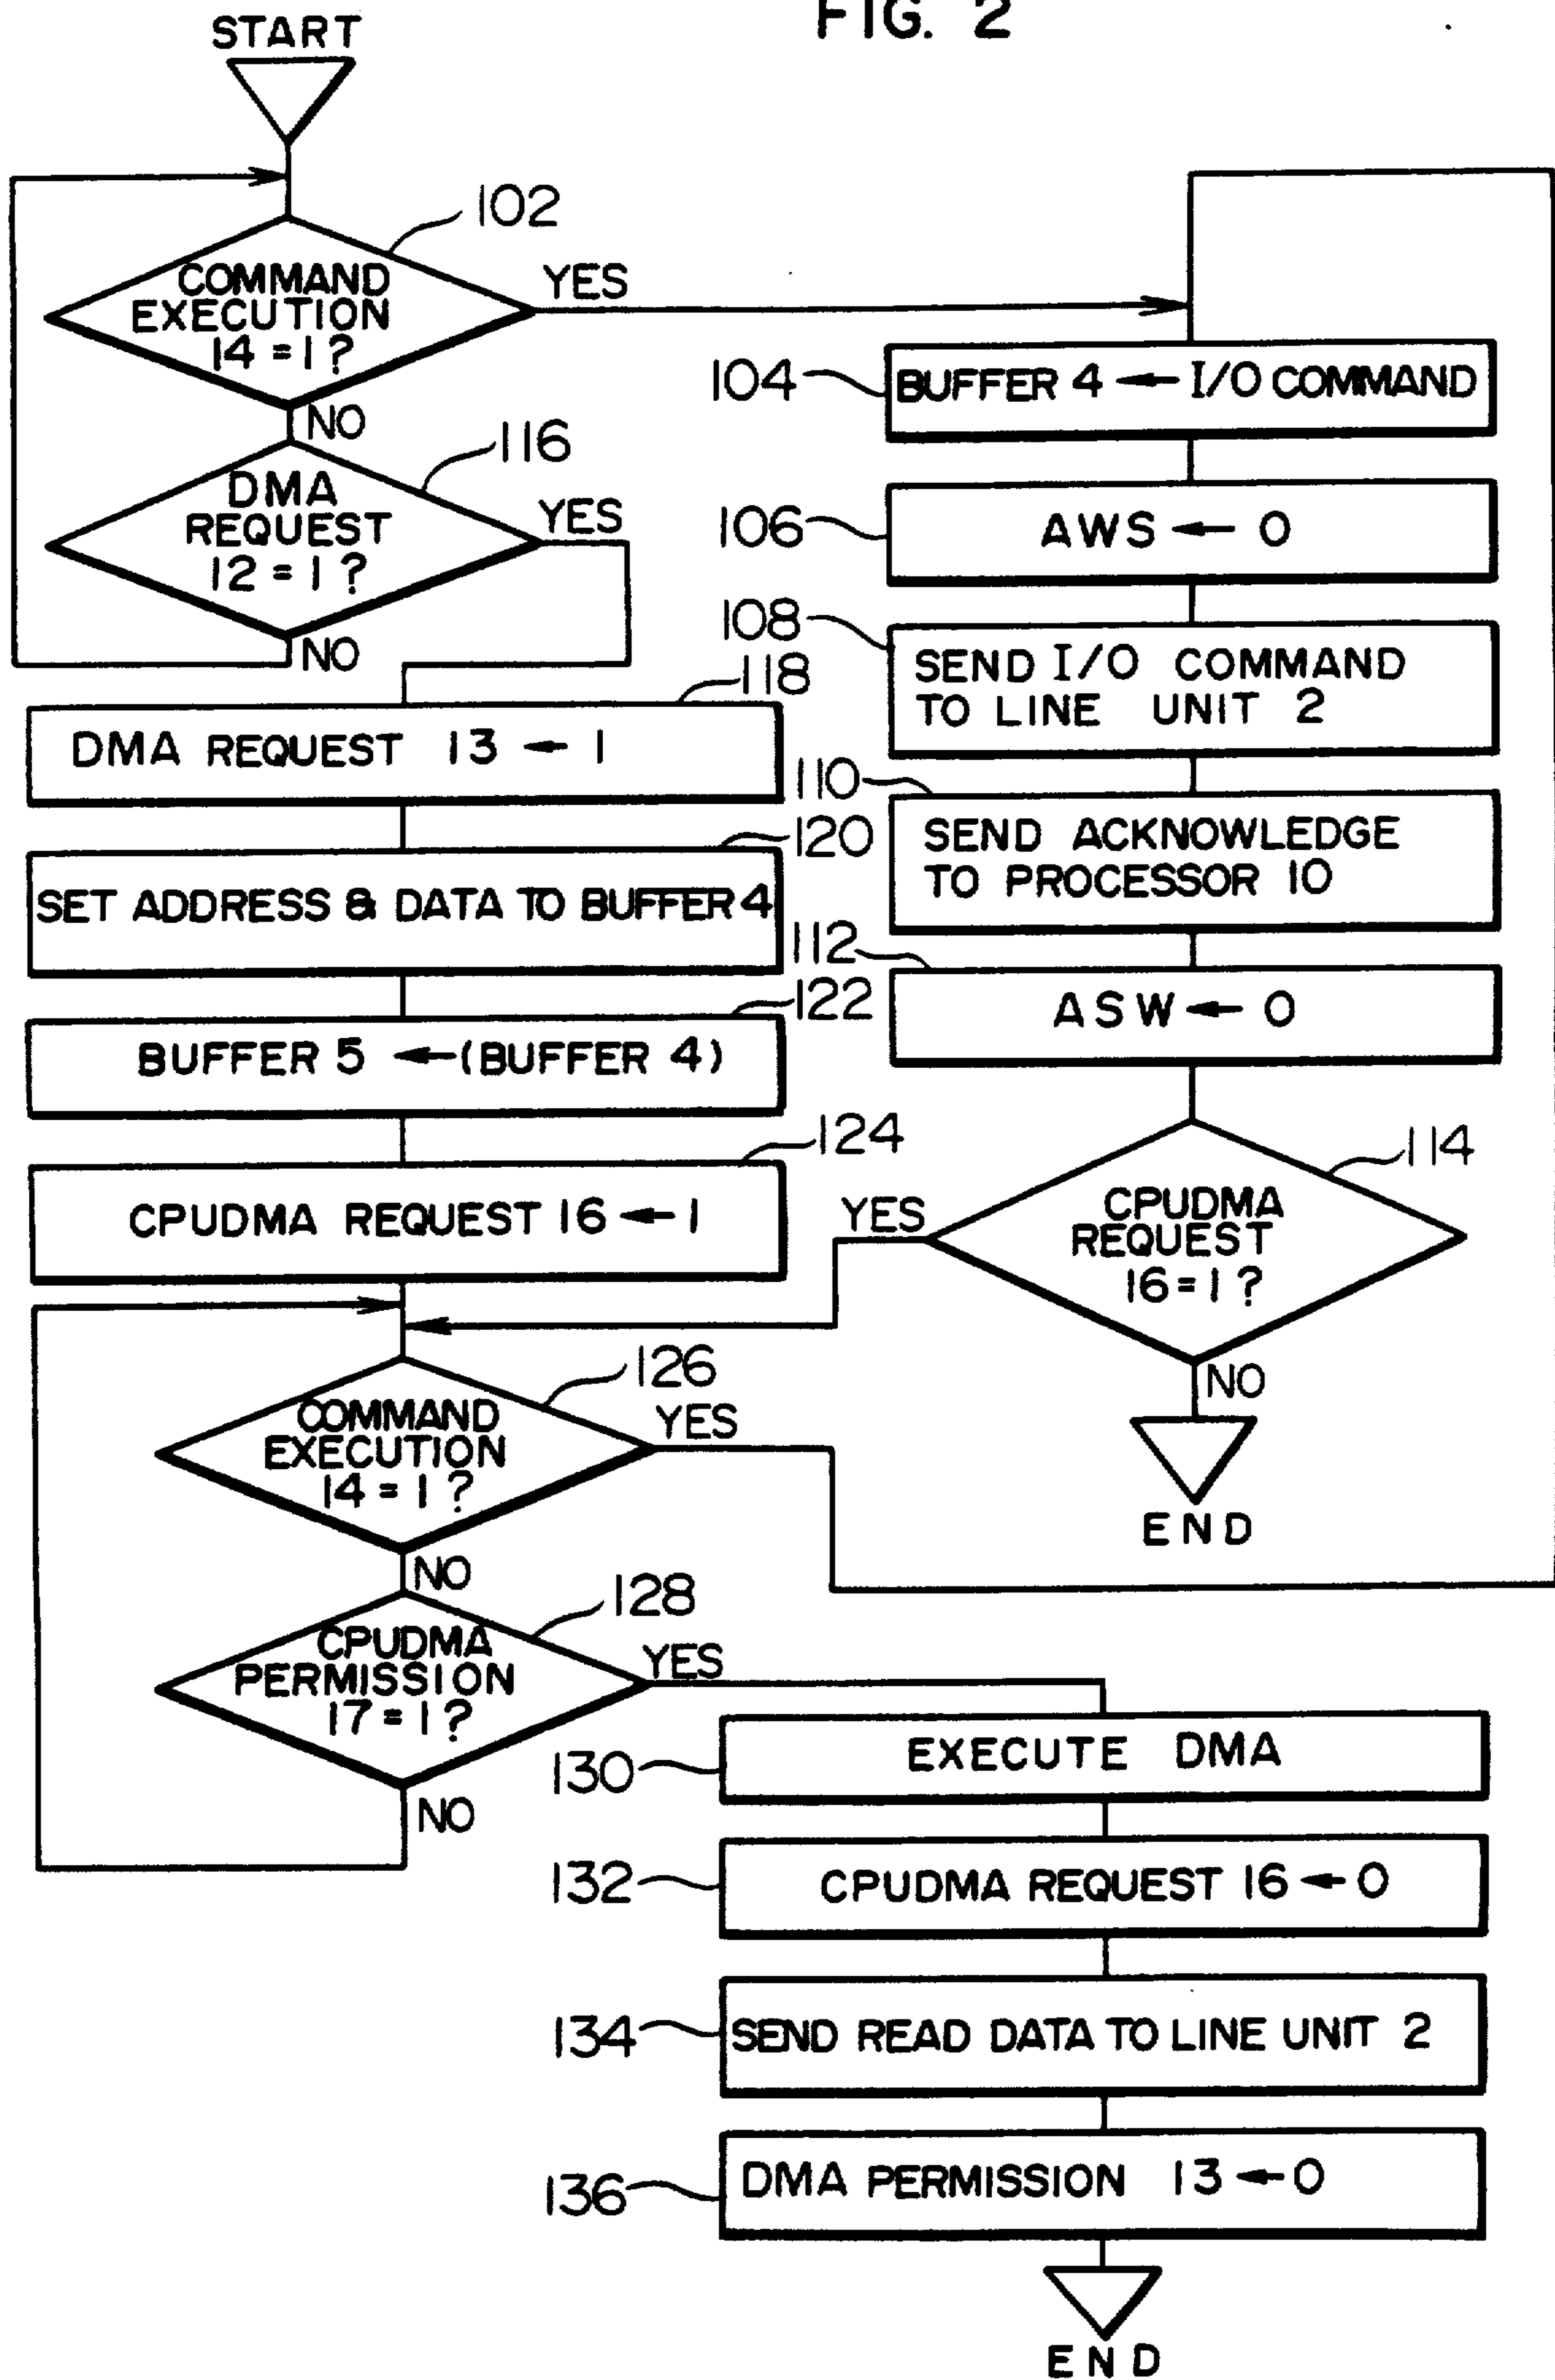 FIG. 2
START
102
COMMAND
EXECUTION
14 = 1 ?
YES
NO
116
DMA
REQUEST
12 = 1 ?
YES
NO
104
BUFFER 4 ← I/O COMMAND
106
AWS ← 0
108
SEND I/O COMMAND
TO LINE UNIT 2
110
SEND ACKNOWLEDGE
TO PROCESSOR 10
112
ASW ← 0
114
CPUDMA
REQUEST
16 = 1 ?
YES
NO
END
118
DMA REQUEST 13 ← 1
120
SET ADDRESS & DATA TO BUFFER 4
122
BUFFER 5 ← (BUFFER 4)
124
CPUDMA REQUEST 16 ← 1
126
COMMAND
EXECUTION
14 = 1 ?
YES
NO
128
CPUDMA
PERMISSION
17 = 1 ?
YES
NO
130
EXECUTE DMA
132
CPUDMA REQUEST 16 ← 0
134
SEND READ DATA TO LINE UNIT 2
136
DMA PERMISSION 13 ← 0
END